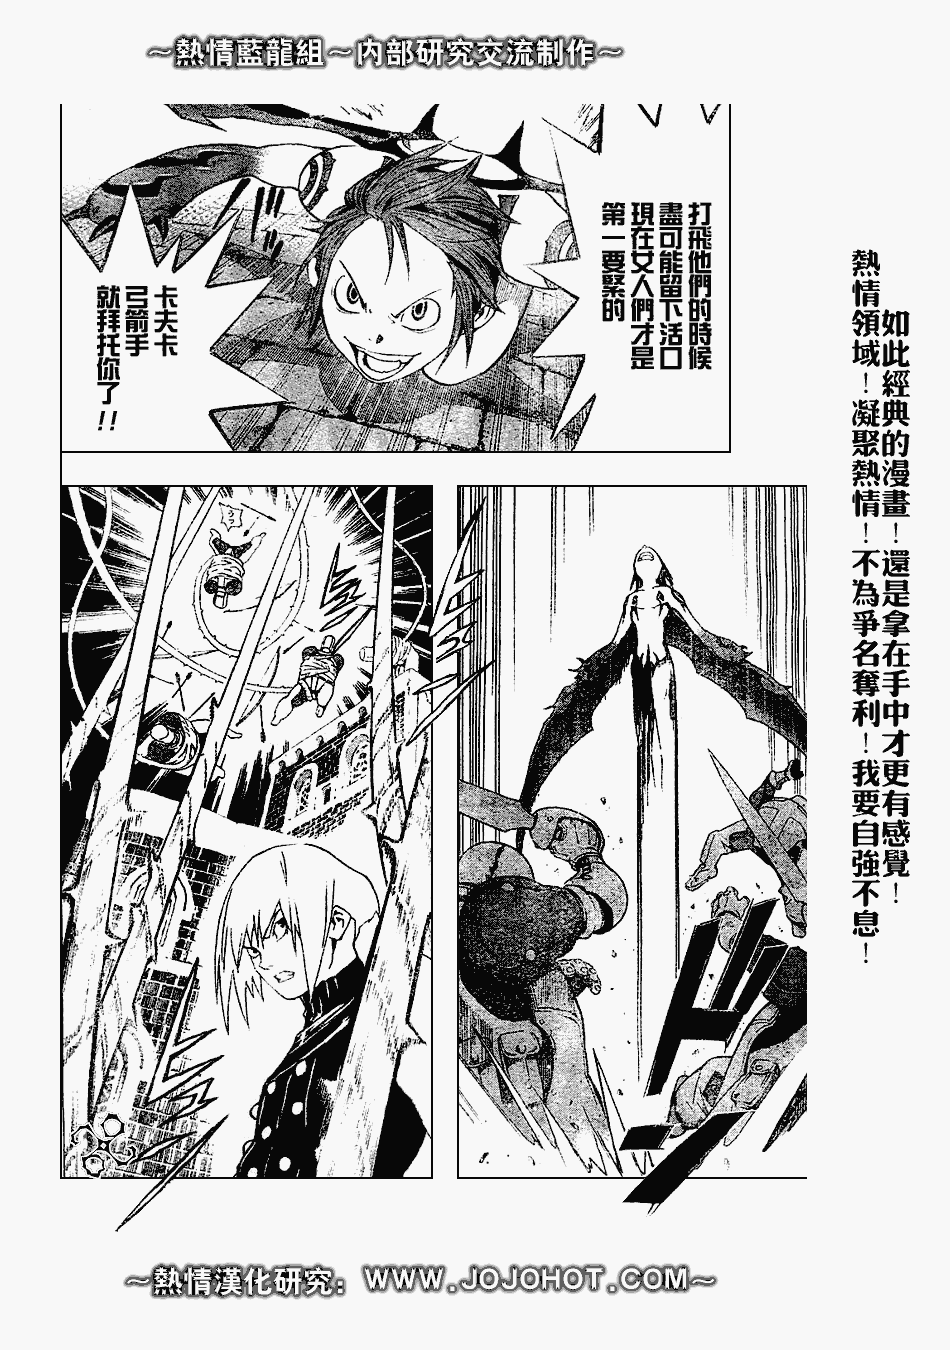 ～熱情藍龍組～内部研究交流制作～
打飛他們的時候
盡可能留下活口
現在女人們才是
第一要緊的
卡夫卡
弓箭手
就拜托你了!!
如此經典的漫畫！還是拿在手中才更有感覺！
熱情領域！凝聚熱情！不為爭名奪利！我要自強不息！
～熱情漢化研究：WWW.JOJOHOT.COM～